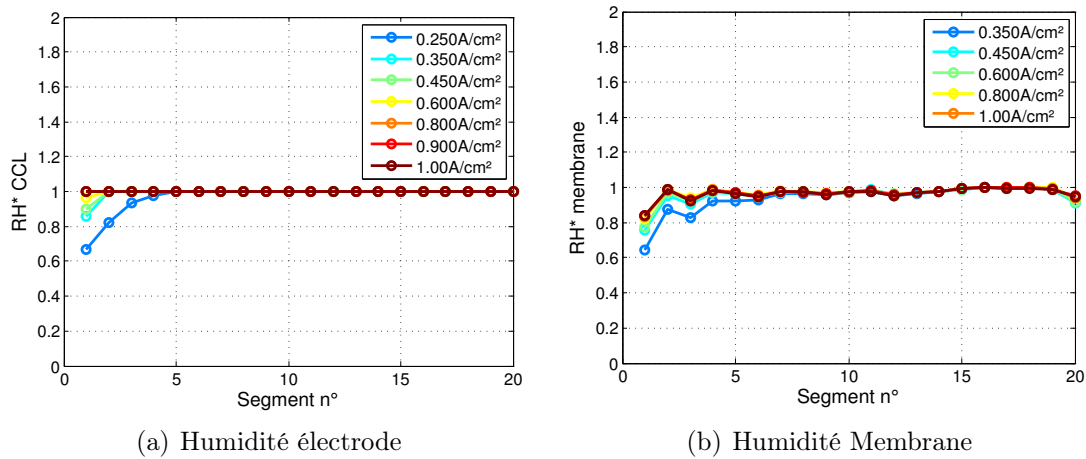 2
1.8
1.6
1.4
1.2
1
0.8
0.6
0.4
0.2
0
RH* CCL
0
5
10
15
20
Segment n°
0.250A/cm²
0.350A/cm²
0.450A/cm²
0.600A/cm²
0.800A/cm²
0.900A/cm²
1.00A/cm²
(a) Humidité électrode
2
1.8
1.6
1.4
1.2
1
0.8
0.6
0.4
0.2
0
RH* membrane
0
5
10
15
20
Segment n°
0.350A/cm²
0.450A/cm²
0.600A/cm²
0.800A/cm²
1.00A/cm²
(b) Humidité Membrane